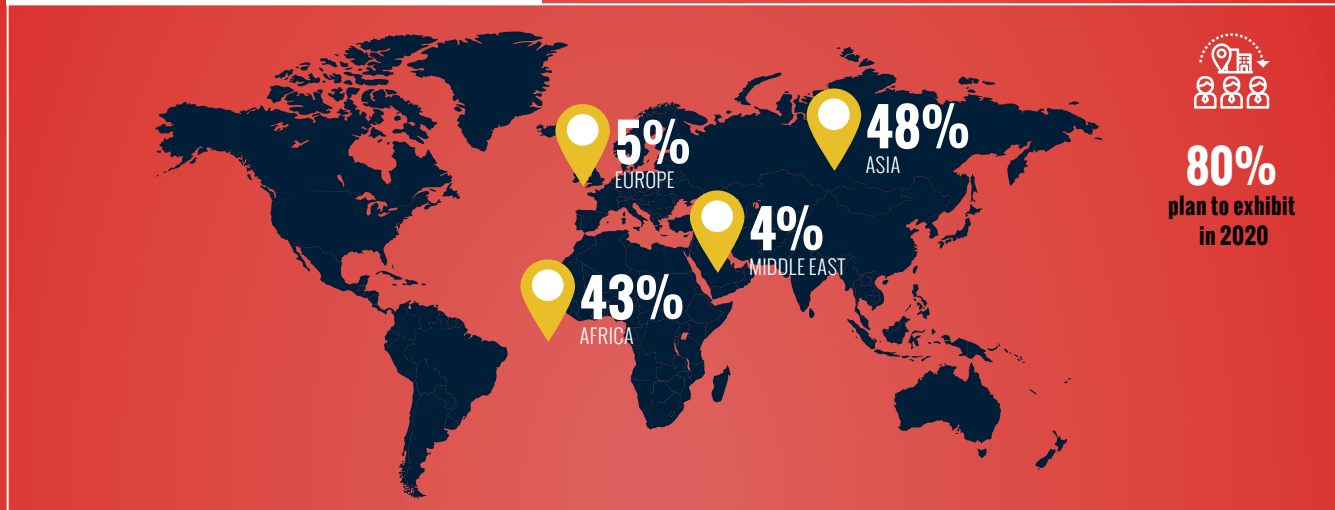 5%
EUROPE
48%
ASIA
4%
MIDDLE EAST
43%
AFRICA
80%
plan to exhibit
in 2020